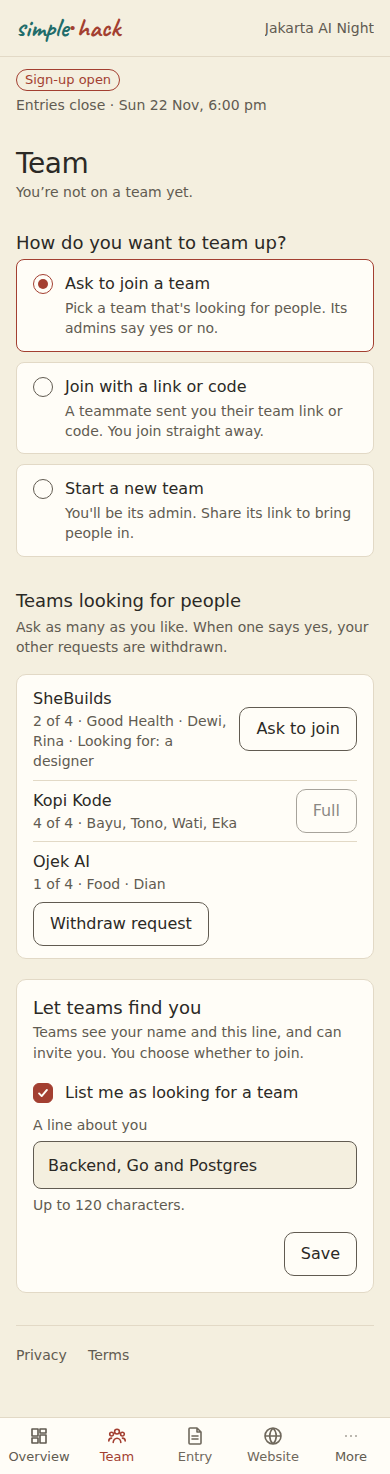 simple·hack
Jakarta AI Night
Sign-up open
Entries close · Sun 22 Nov, 6:00 pm
Team
You’re not on a team yet.
How do you want to team up?
Ask to join a team
Pick a team that's looking for people. Its
admins say yes or no.
Join with a link or code
A teammate sent you their team link or
code. You join straight away.
Start a new team
You'll be its admin. Share its link to bring
people in.
Teams looking for people
Ask as many as you like. When one says yes, your
other requests are withdrawn.
SheBuilds
2 of 4 · Good Health · Dewi,
Rina · Looking for: a
designer
Ask to join
Kopi Kode
4 of 4 · Bayu, Tono, Wati, Eka
Full
Ojek AI
1 of 4 · Food · Dian
Withdraw request
Let teams find you
Teams see your name and this line, and can
invite you. You choose whether to join.
List me as looking for a team
A line about you
Backend, Go and Postgres
Up to 120 characters.
Save
Privacy Terms
Overview Team Entry Website More